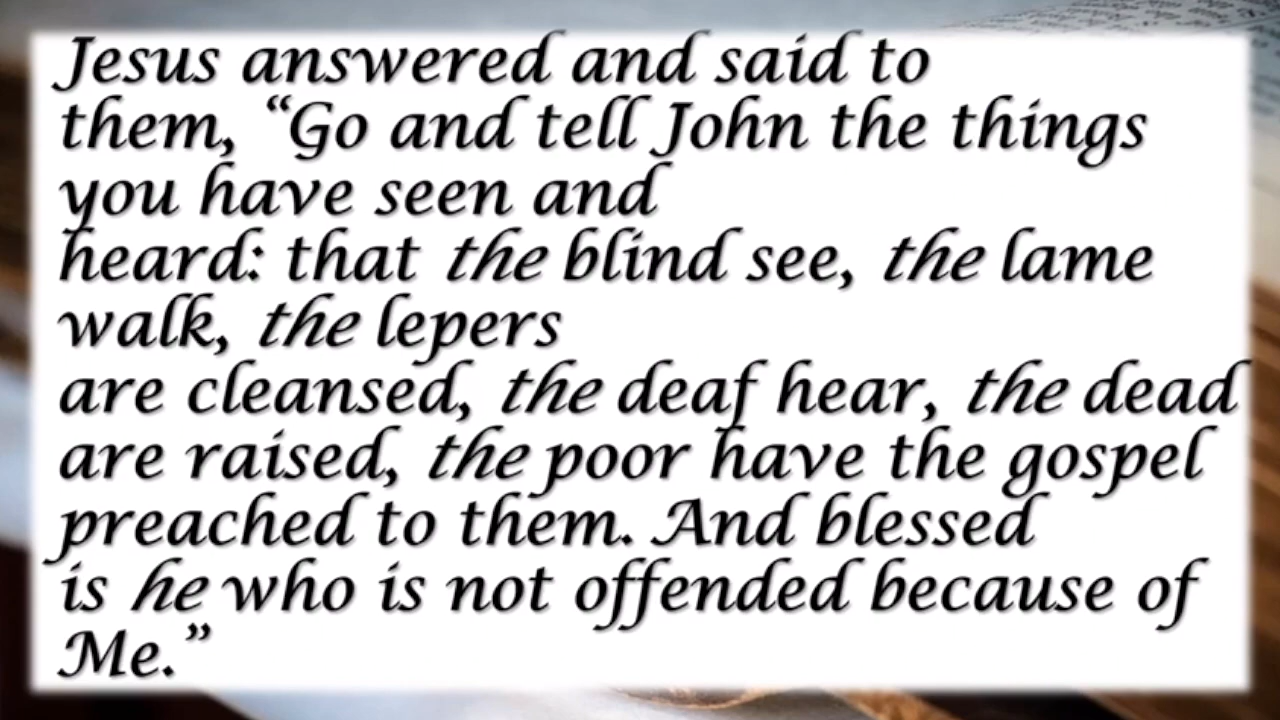 Jesus answered and said to
them, “Go and tell John the things
you have seen and
heard: that the blind see, the lame
walk, the lepers
are cleansed, the deaf hear, the dead
are raised, the poor have the gospel
preached to them. And blessed
is he who is not offended because of
Me.”